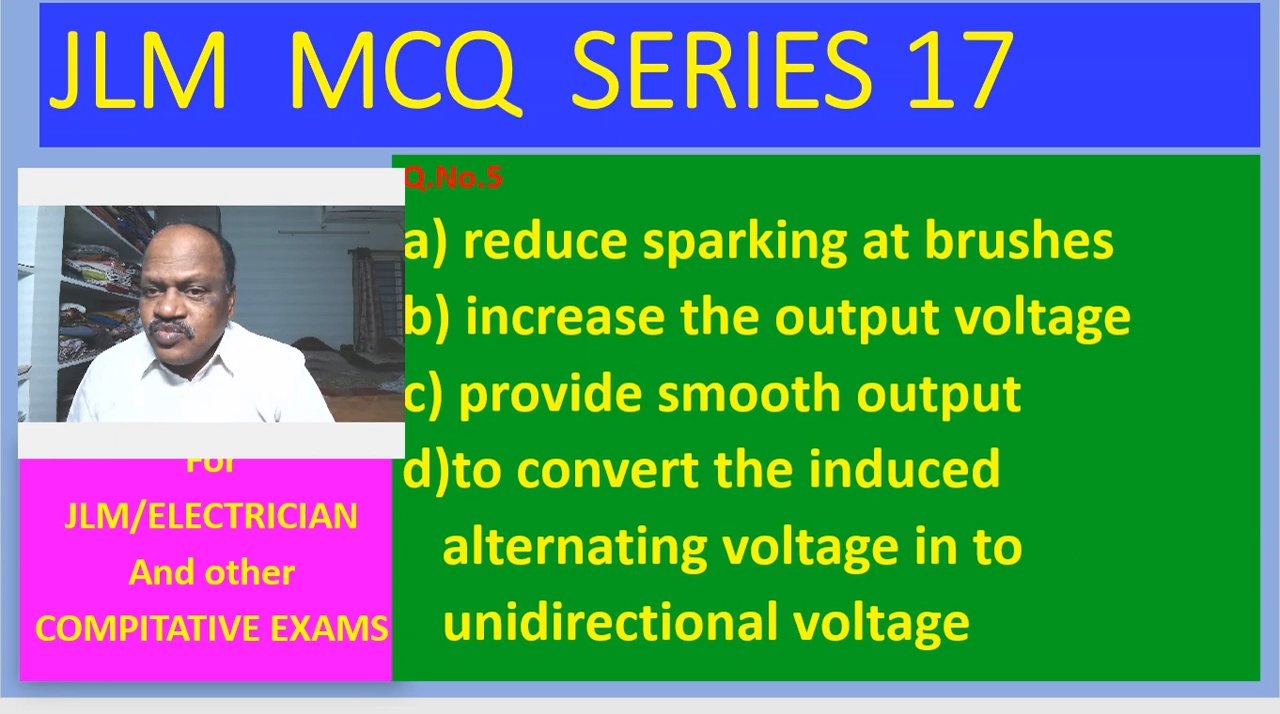 JLM MCQ SERIES 17
Q.No.5
a) reduce sparking at brushes
b) increase the output voltage
c) provide smooth output
d)to convert the induced
alternating voltage in to
unidirectional voltage
For
JLM/ELECTRICIAN
And other
COMPITATIVE EXAMS